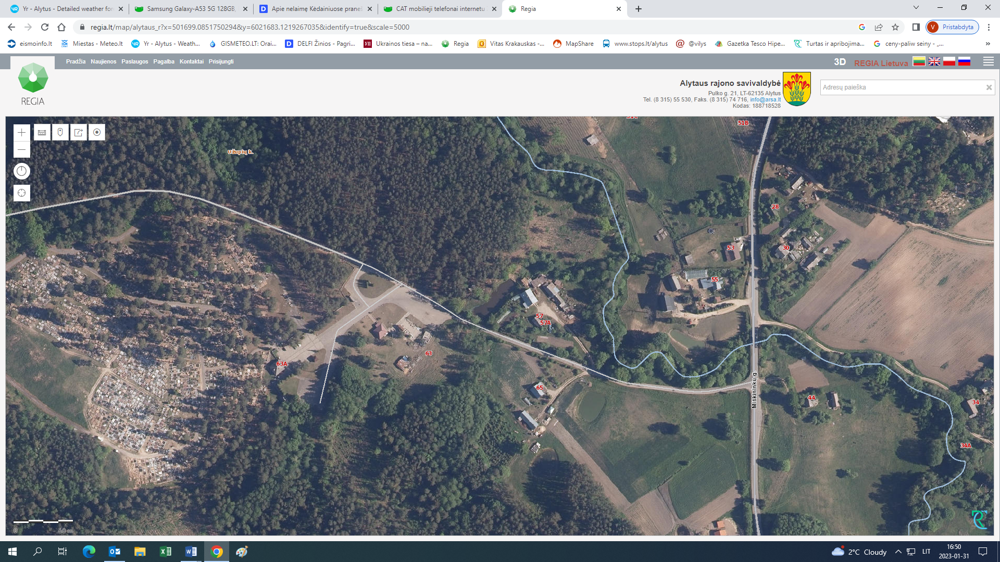 Yr - Alytus - Detailed weather for
Samsung Galaxy-A53 5G 128GB,
Apie nelaimę Kėdainiuose praneš
CAT mobilieji telefonai internetu
Regia
regia.lt/map/alytaus_r?x=501699.0851750294&y=6021683.1219267035&identify=true&scale=5000
V Pristabdyta
eismoinfo.lt
Miestas - Meteo.lt
Yr - Alytus - Weath...
GISMETEO.LT: Orai...
DELFI Žinios - Pagri...
Ukrainos tiesa – na...
Regia
Vitas Krakauskas -...
MapShare
www.stops.lt/alytus
@vilys
Gazetka Tesco Hipe...
Turtas ir apribojima...
ceny-paliw seiny - „...
»
Pradžia Naujienos Paslaugos Pagalba Kontaktai Prisijungti
3D REGIA Lietuva
REGIA
Alytaus rajono savivaldybė
Pulko g. 21, LT-62135 Alytus
Tel. (8 315) 55 530, Faks. (8 315) 74 716, info@arsa.lt
Kodas: 188718528
Adresų paieška
51C
51B
Užupių k.
28
53
30
55
57
57A
63
63A
65
Miškininkų g.
44
34
34A
0 60 m
2°C Cloudy
LIT
16:50
2023-01-31